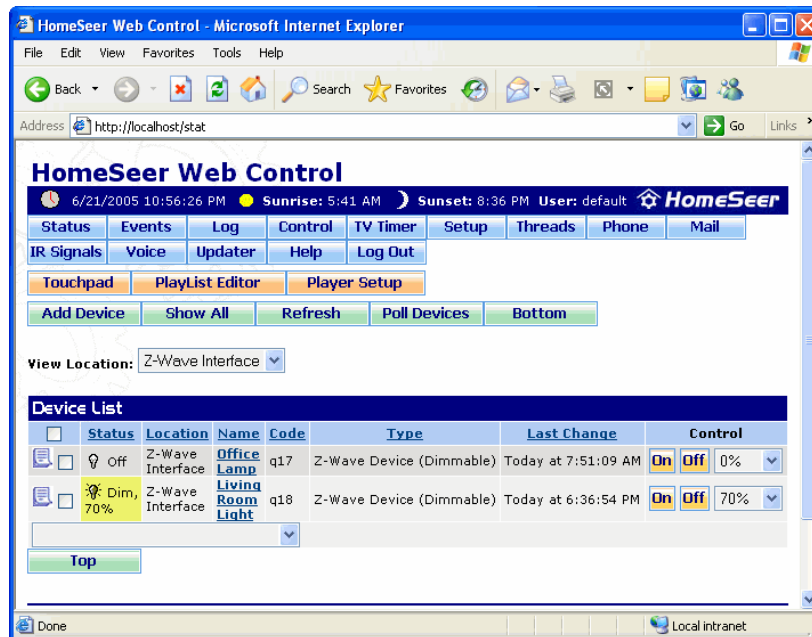 HomeSeer Web Control - Microsoft Internet Explorer
File Edit View Favorites Tools Help
Back Search Favorites
Address http://localhost/stat Go Links
HomeSeer Web Control
6/21/2005 10:56:26 PM Sunrise: 5:41 AM Sunset: 8:36 PM User: default HomeSeer
Status Events Log Control TV Timer Setup Threads Phone Mail
IR Signals Voice Updater Help Log Out
Touchpad PlayList Editor Player Setup
Add Device Show All Refresh Poll Devices Bottom
View Location: Z-Wave Interface
Device List
Status Location Name Code Type Last Change Control
Off Z-Wave Interface Office Lamp q17 Z-Wave Device (Dimmable) Today at 7:51:09 AM On Off 0%
Dim, 70% Z-Wave Interface Living Room Light q18 Z-Wave Device (Dimmable) Today at 6:36:54 PM On Off 70%
Top
Done Local intranet